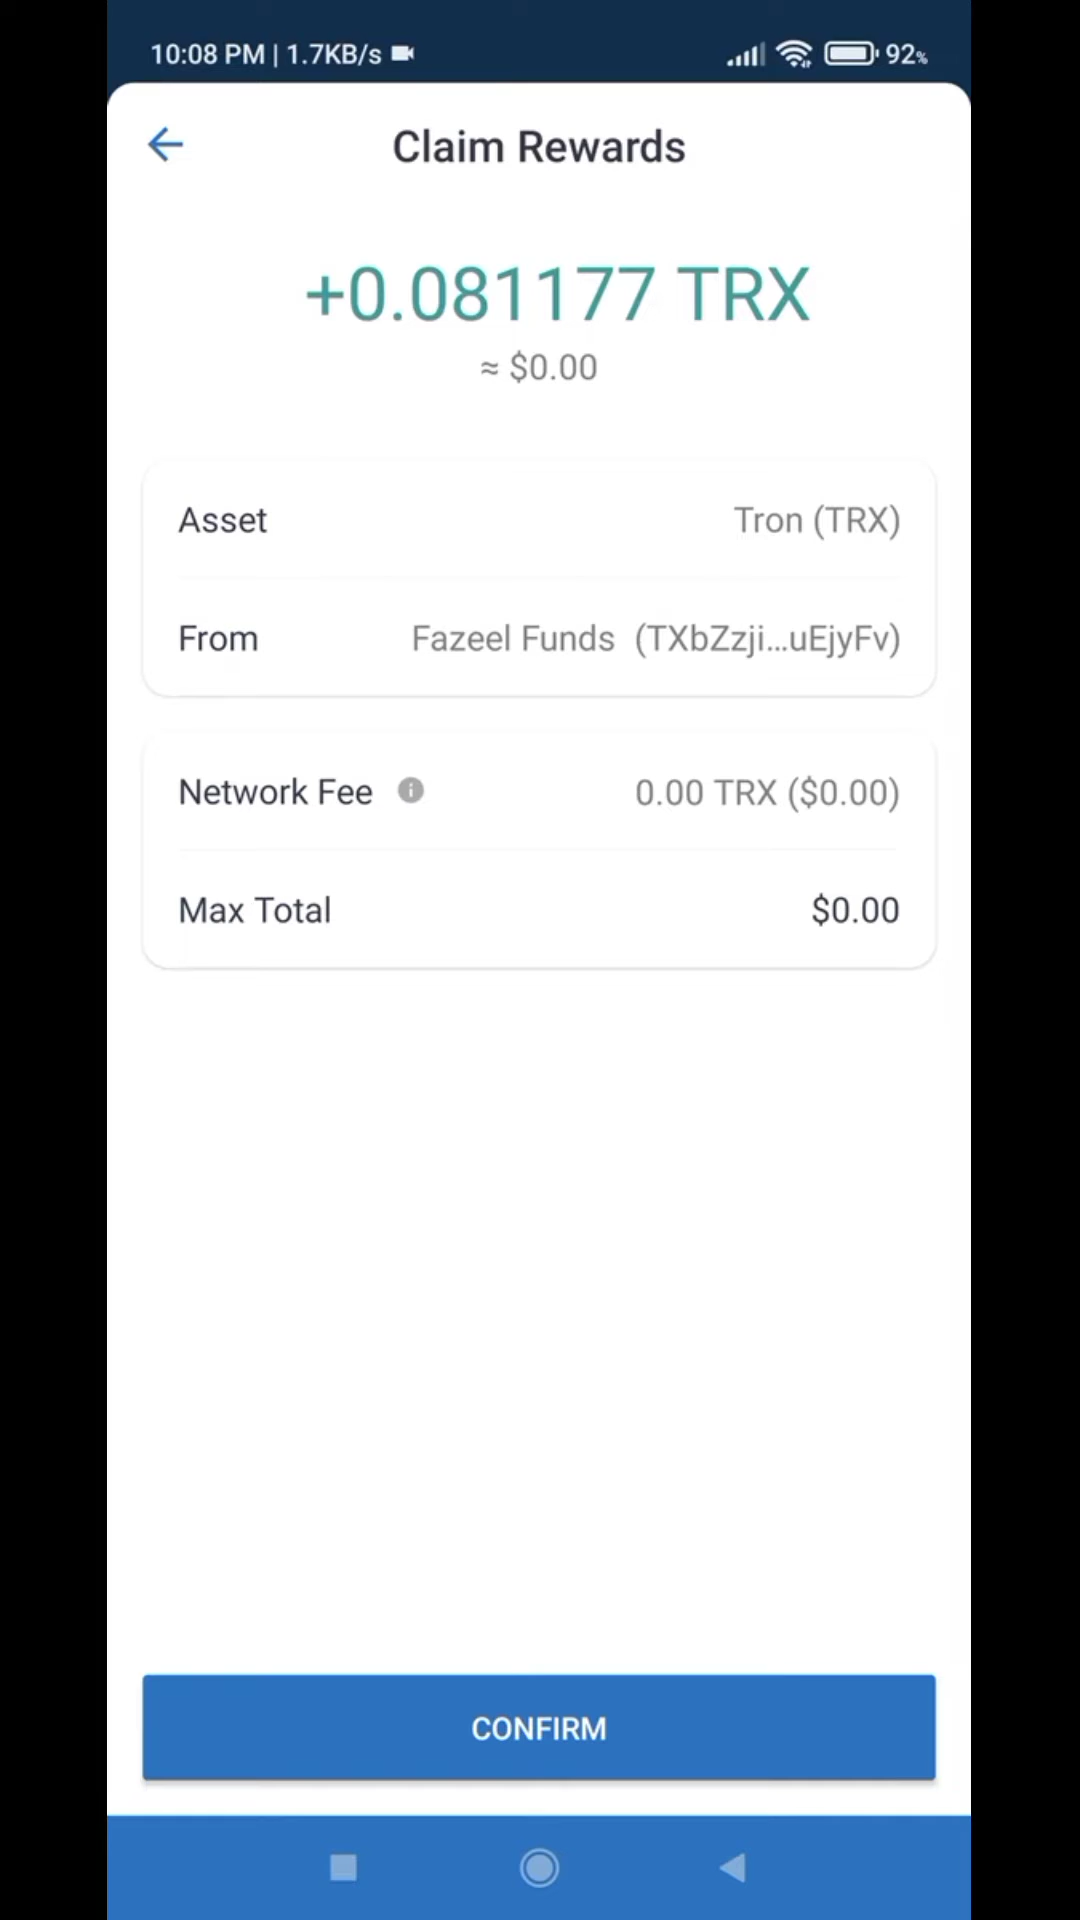 10:08 PM | 1.7KB/s 92%
Claim Rewards
+0.081177 TRX
≈ $0.00
Asset Tron (TRX)
From Fazeel Funds (TXbZzji...uEjyFv)
Network Fee 0.00 TRX ($0.00)
Max Total $0.00
CONFIRM